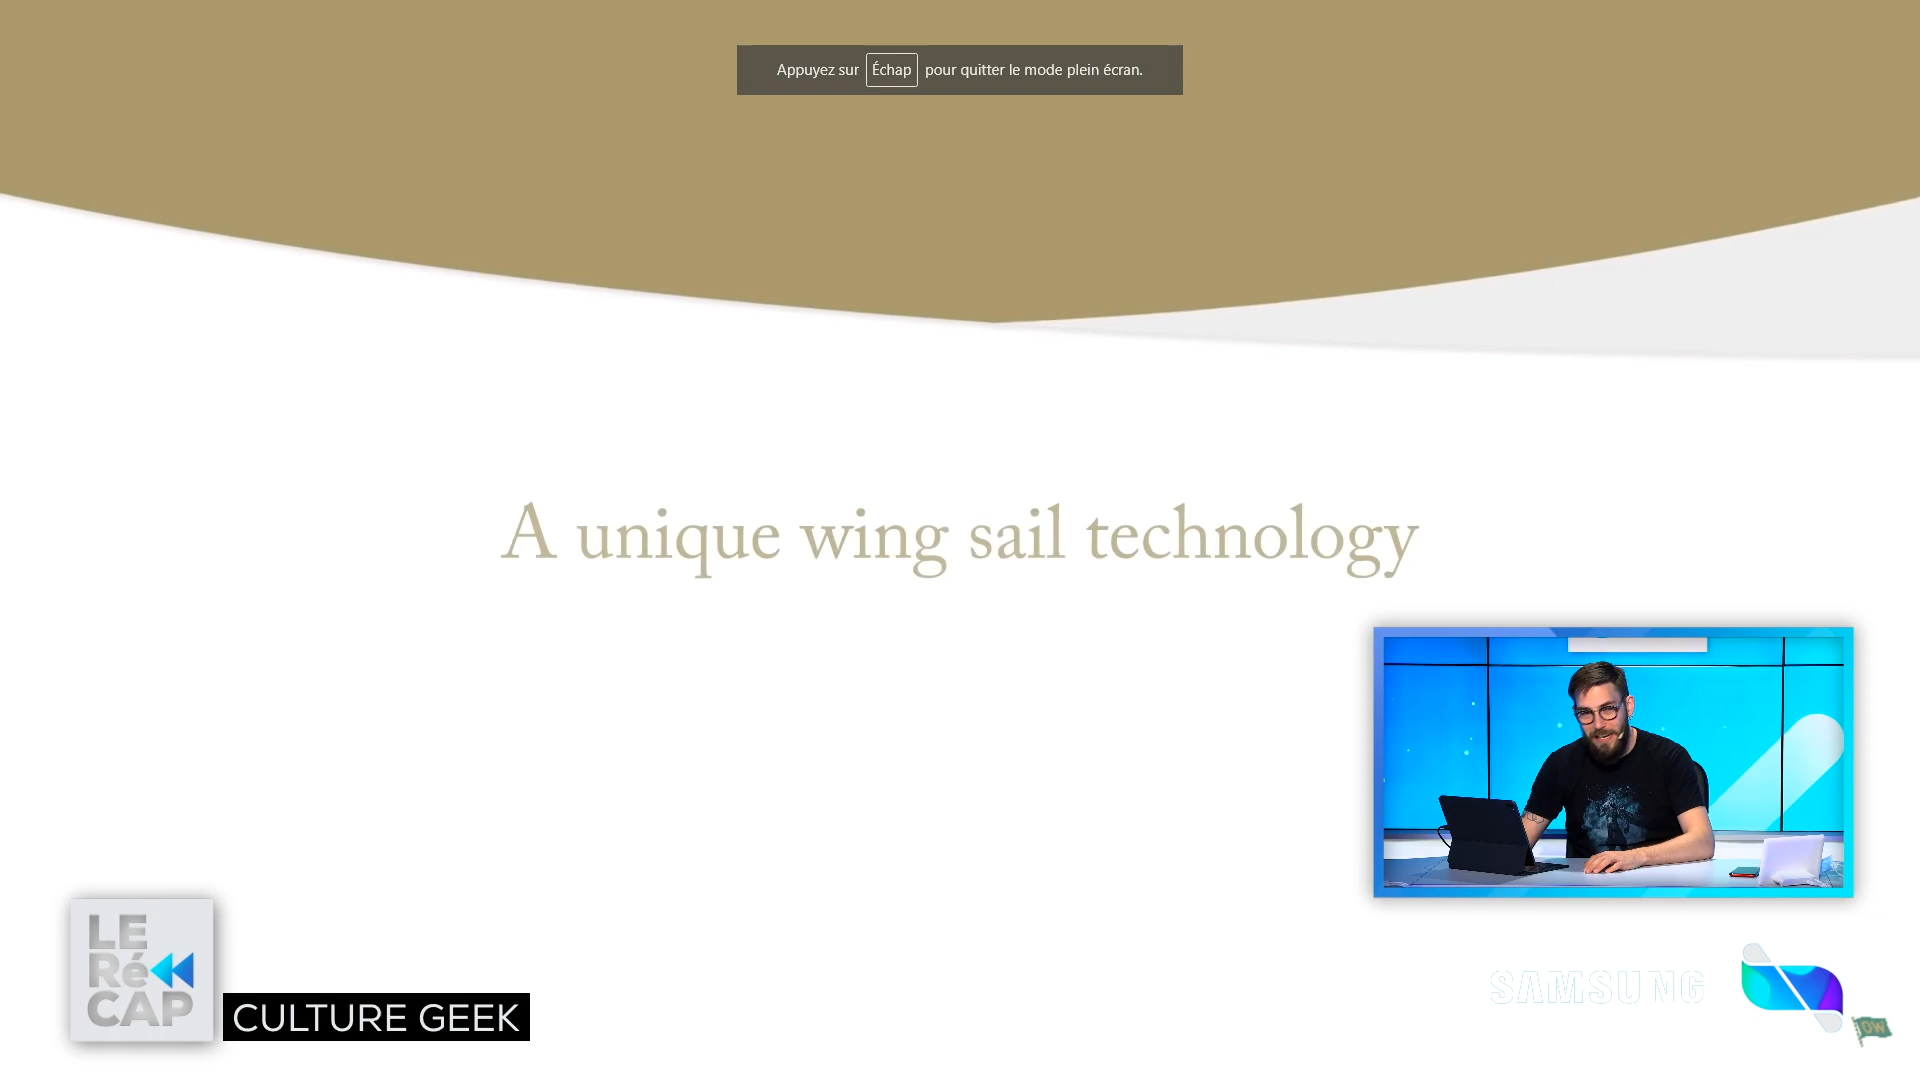 Appuyez sur Échap pour quitter le mode plein écran.
A unique wing sail technology
LE
Ré
CAP
CULTURE GEEK
SAMSUNG
OW